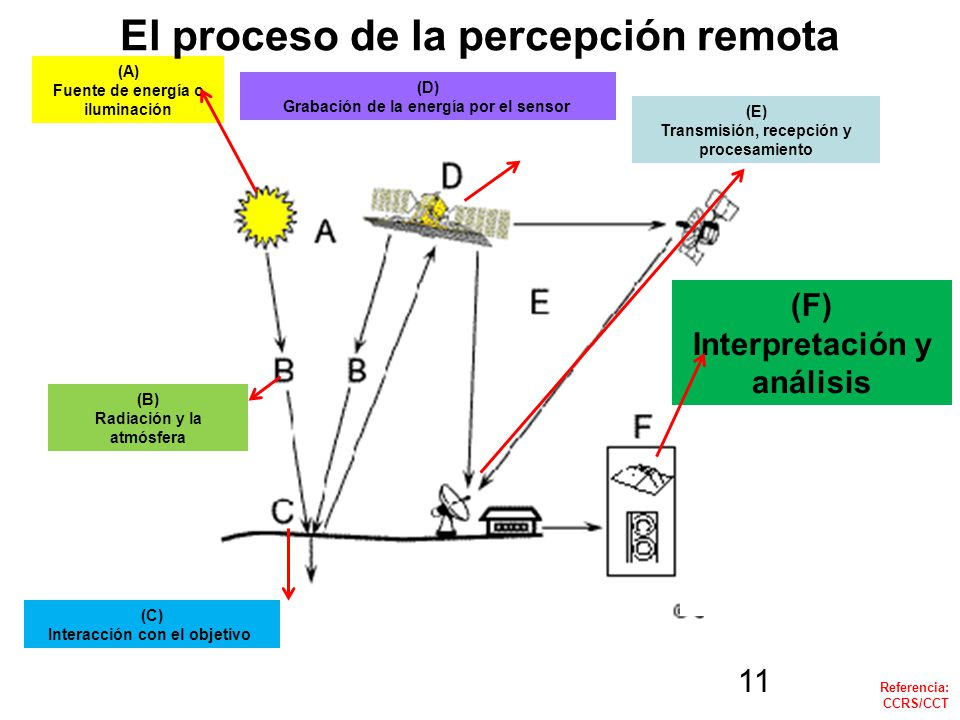 El proceso de la percepción remota
(A)
Fuente de energía o
iluminación
(D)
Grabación de la energía por el sensor
(E)
Transmisión, recepción y
procesamiento
D
A
E
(F)
Interpretación y
análisis
B
B
(B)
Radiación y la
atmósfera
F
C
(C)
Interacción con el objetivo
11
Referencia:
CCRS/CCT